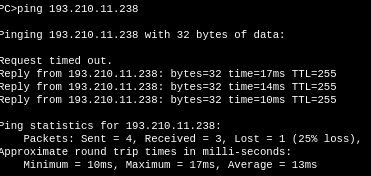 PC>ping 193.210.11.238
Pinging 193.210.11.238 with 32 bytes of data:
Request timed out.
Reply from 193.210.11.238: bytes=32 time=17ms TTL=255
Reply from 193.210.11.238: bytes=32 time=14ms TTL=255
Reply from 193.210.11.238: bytes=32 time=10ms TTL=255
Ping statistics for 193.210.11.238:
Packets: Sent = 4, Received = 3, Lost = 1 (25% loss),
Approximate round trip times in milli-seconds:
Minimum = 10ms, Maximum = 17ms, Average = 13ms